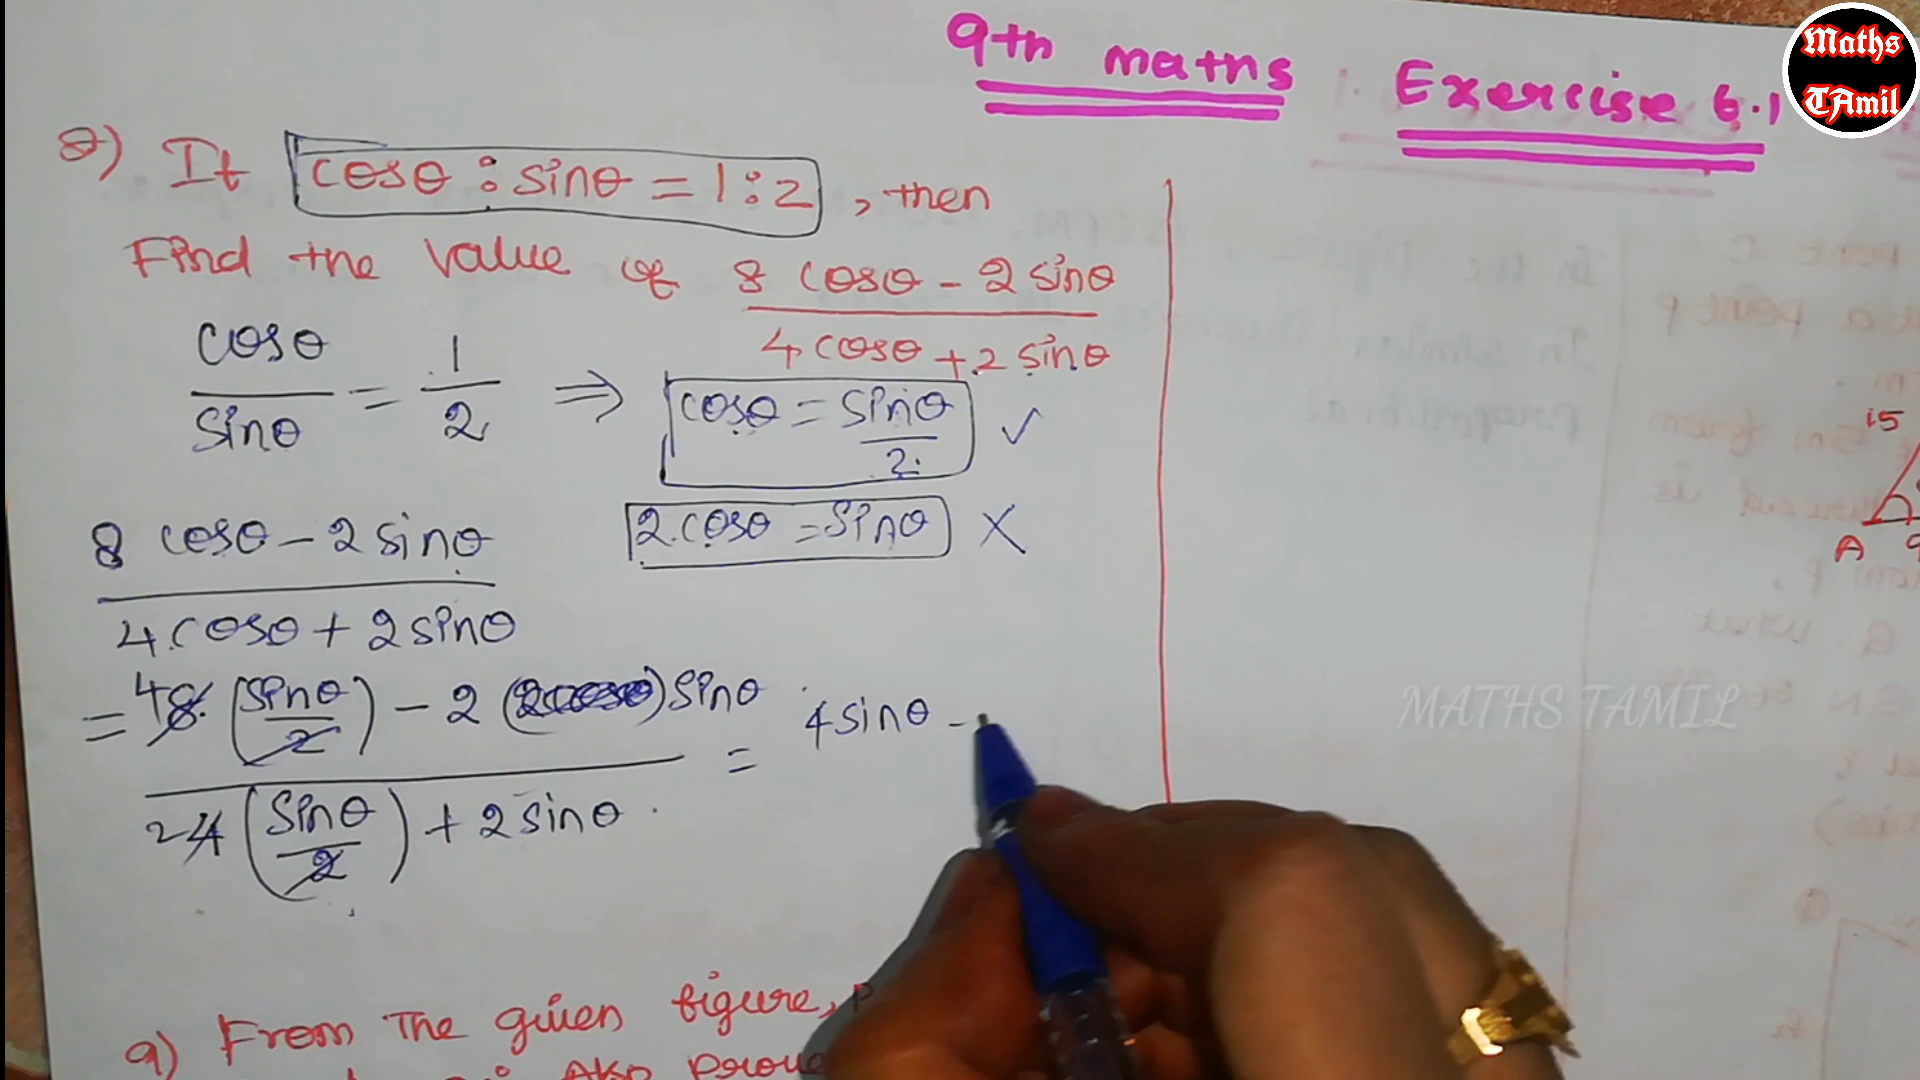 9th maths Exercise 6.1
Maths
TAmil
8) If cosθ : sinθ = 1 : 2, then
Find the value of 8 cosθ - 2 sinθ
4 cosθ + 2 sinθ
cosθ / sinθ = 1 / 2 ⇒ cosθ = sinθ / 2 ✓
2 cosθ = sinθ ✗
8 cosθ - 2 sinθ
4 cosθ + 2 sinθ
= 4 8 (sinθ / 2) - 2 ( ) sinθ
2 4 (sinθ / 2) + 2 sinθ
= 4 sinθ -
MATHS TAMIL
9) From The given figure,
Also prove
15
A